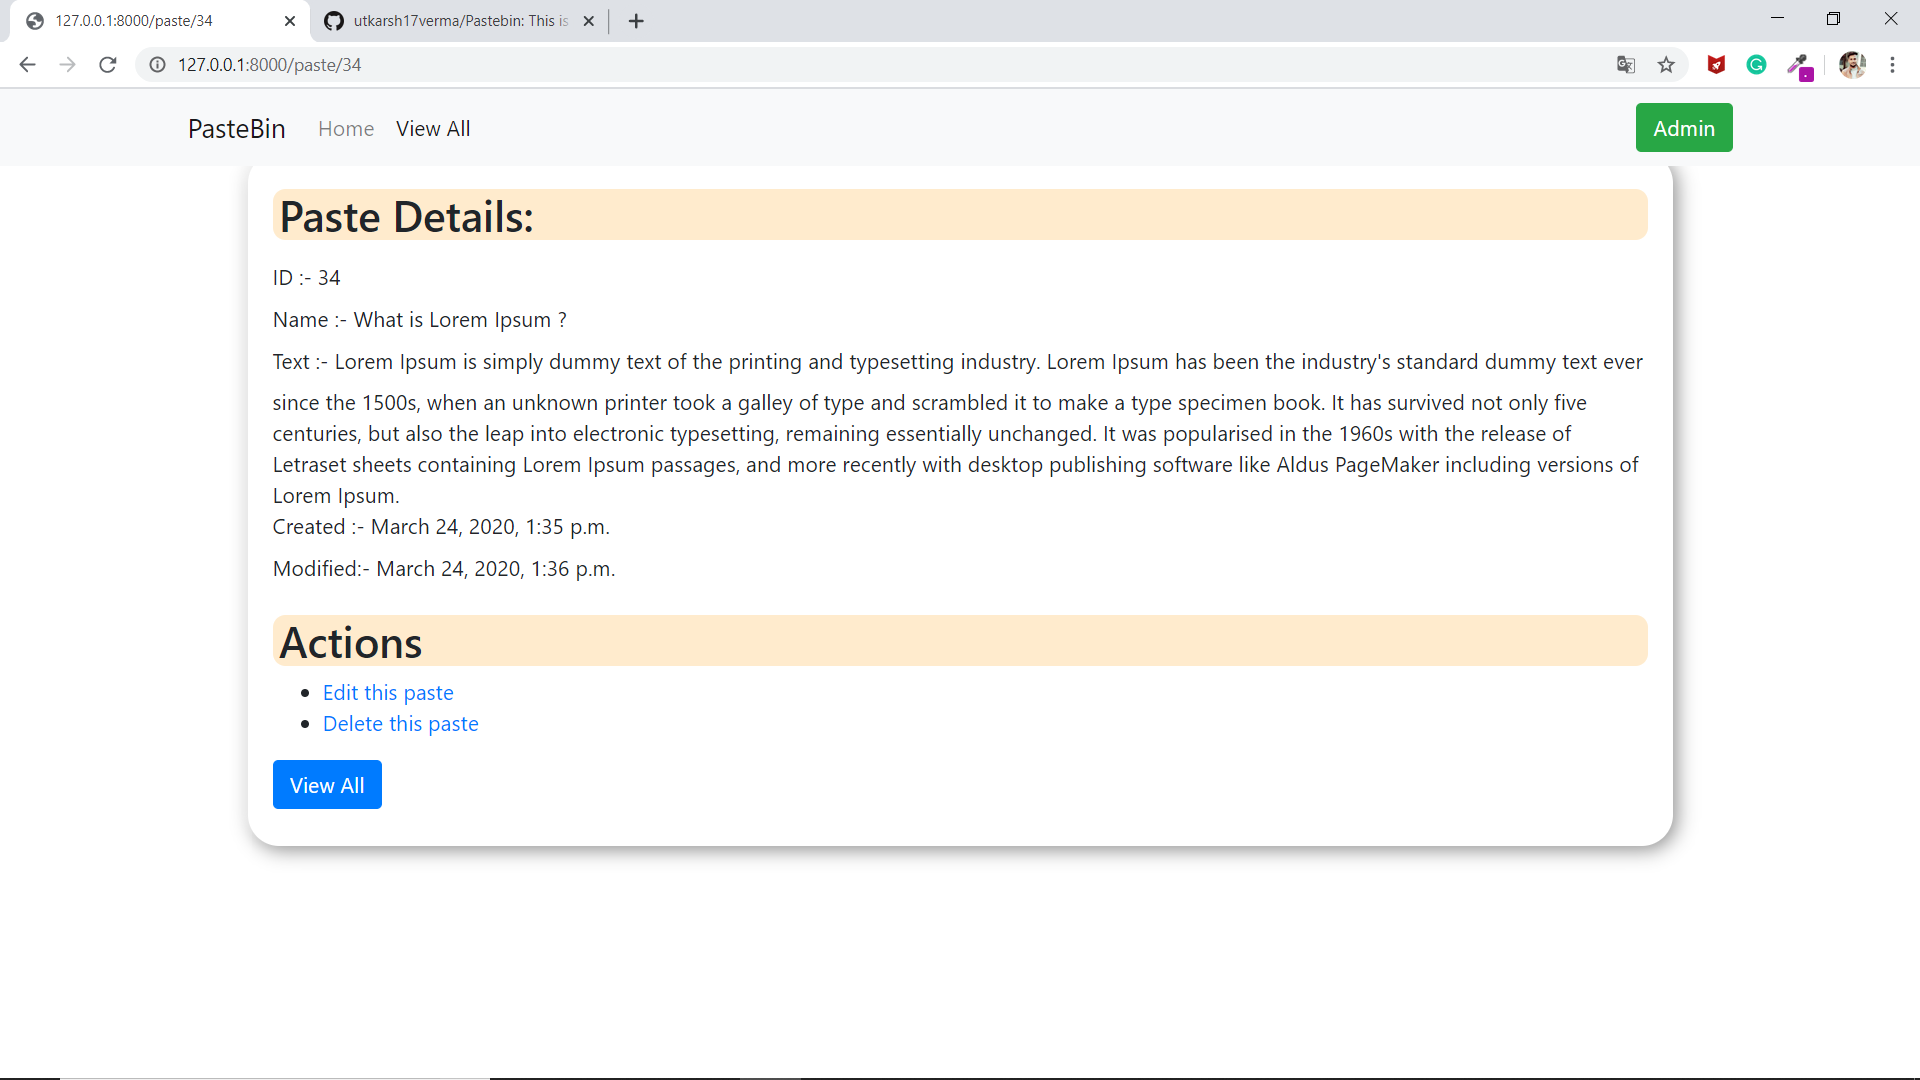 127.0.0.1:8000/paste/34
utkarsh17verma/Pastebin: This is
127.0.0.1:8000/paste/34
PasteBin Home View All Admin
Paste Details:
ID :- 34
Name :- What is Lorem Ipsum ?
Text :- Lorem Ipsum is simply dummy text of the printing and typesetting industry. Lorem Ipsum has been the industry's standard dummy text ever
since the 1500s, when an unknown printer took a galley of type and scrambled it to make a type specimen book. It has survived not only five
centuries, but also the leap into electronic typesetting, remaining essentially unchanged. It was popularised in the 1960s with the release of
Letraset sheets containing Lorem Ipsum passages, and more recently with desktop publishing software like Aldus PageMaker including versions of
Lorem Ipsum.
Created :- March 24, 2020, 1:35 p.m.
Modified:- March 24, 2020, 1:36 p.m.
Actions
Edit this paste
Delete this paste
View All